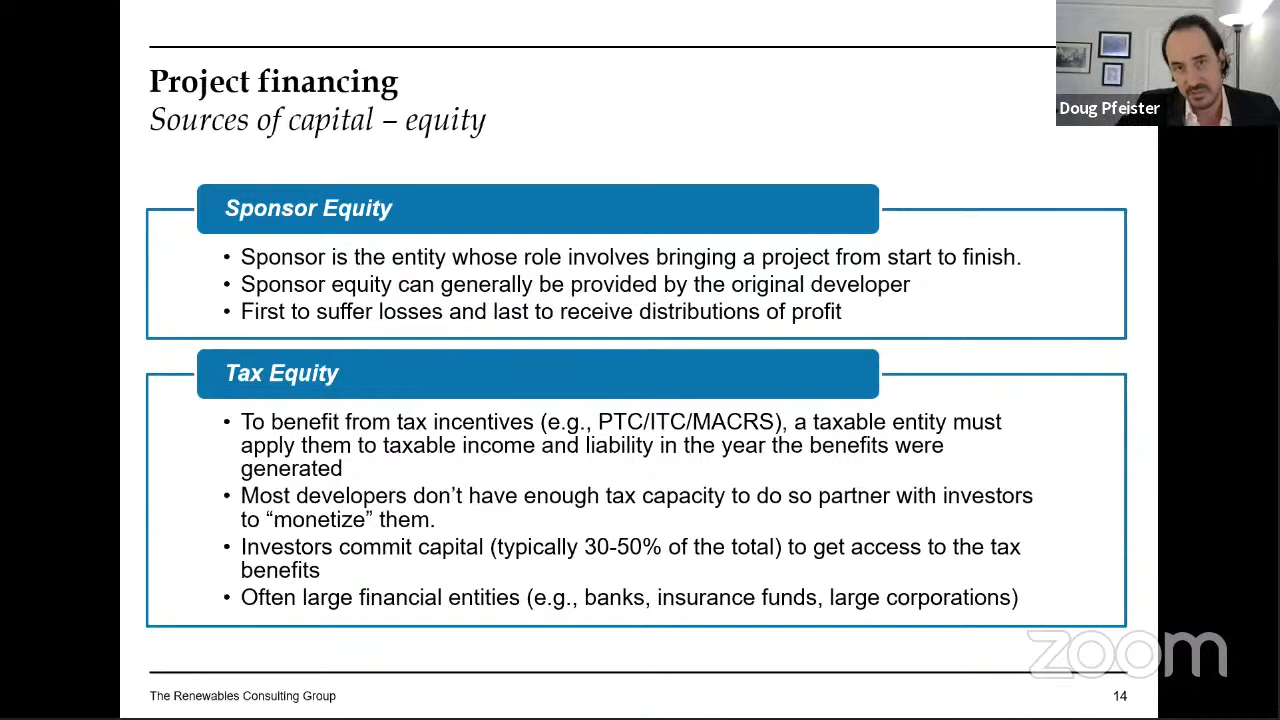 Project financing
Sources of capital – equity
Doug Pfeister
Sponsor Equity
• Sponsor is the entity whose role involves bringing a project from start to finish.
• Sponsor equity can generally be provided by the original developer
• First to suffer losses and last to receive distributions of profit
Tax Equity
• To benefit from tax incentives (e.g., PTC/ITC/MACRS), a taxable entity must
apply them to taxable income and liability in the year the benefits were
generated
• Most developers don’t have enough tax capacity to do so partner with investors
to “monetize” them.
• Investors commit capital (typically 30-50% of the total) to get access to the tax
benefits
• Often large financial entities (e.g., banks, insurance funds, large corporations)
zoom
The Renewables Consulting Group
14